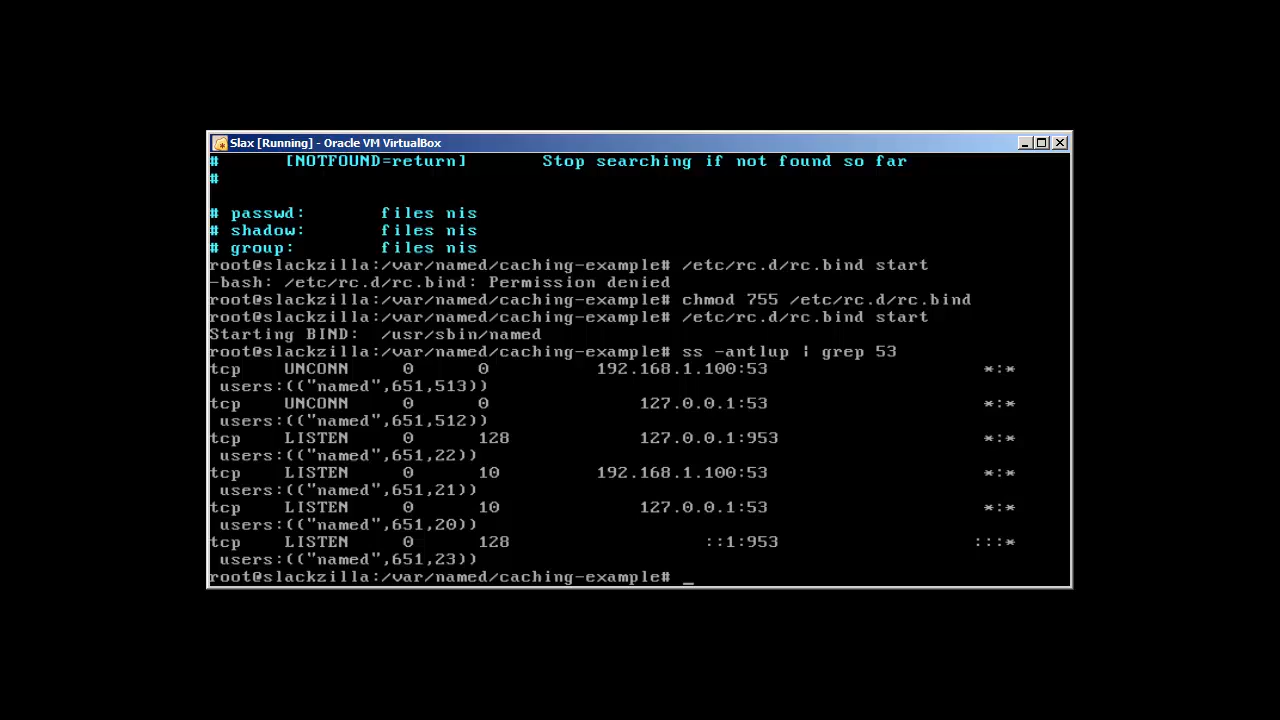 Slax [Running] - Oracle VM VirtualBox
#      [NOTFOUND=return]       Stop searching if not found so far
#
# passwd:       files nis
# shadow:       files nis
# group:        files nis
root@slackzilla:/var/named/caching-example# /etc/rc.d/rc.bind start
-bash: /etc/rc.d/rc.bind: Permission denied
root@slackzilla:/var/named/caching-example# chmod 755 /etc/rc.d/rc.bind
root@slackzilla:/var/named/caching-example# /etc/rc.d/rc.bind start
Starting BIND:  /usr/sbin/named
root@slackzilla:/var/named/caching-example# ss -antlup | grep 53
tcp    UNCONN     0      0          192.168.1.100:53                    *:*
 users:(("named",651,513))
tcp    UNCONN     0      0              127.0.0.1:53                    *:*
 users:(("named",651,512))
tcp    LISTEN     0      128            127.0.0.1:953                   *:*
 users:(("named",651,22))
tcp    LISTEN     0      10         192.168.1.100:53                    *:*
 users:(("named",651,21))
tcp    LISTEN     0      10             127.0.0.1:53                    *:*
 users:(("named",651,20))
tcp    LISTEN     0      128                  ::1:953                  :::*
 users:(("named",651,23))
root@slackzilla:/var/named/caching-example# _